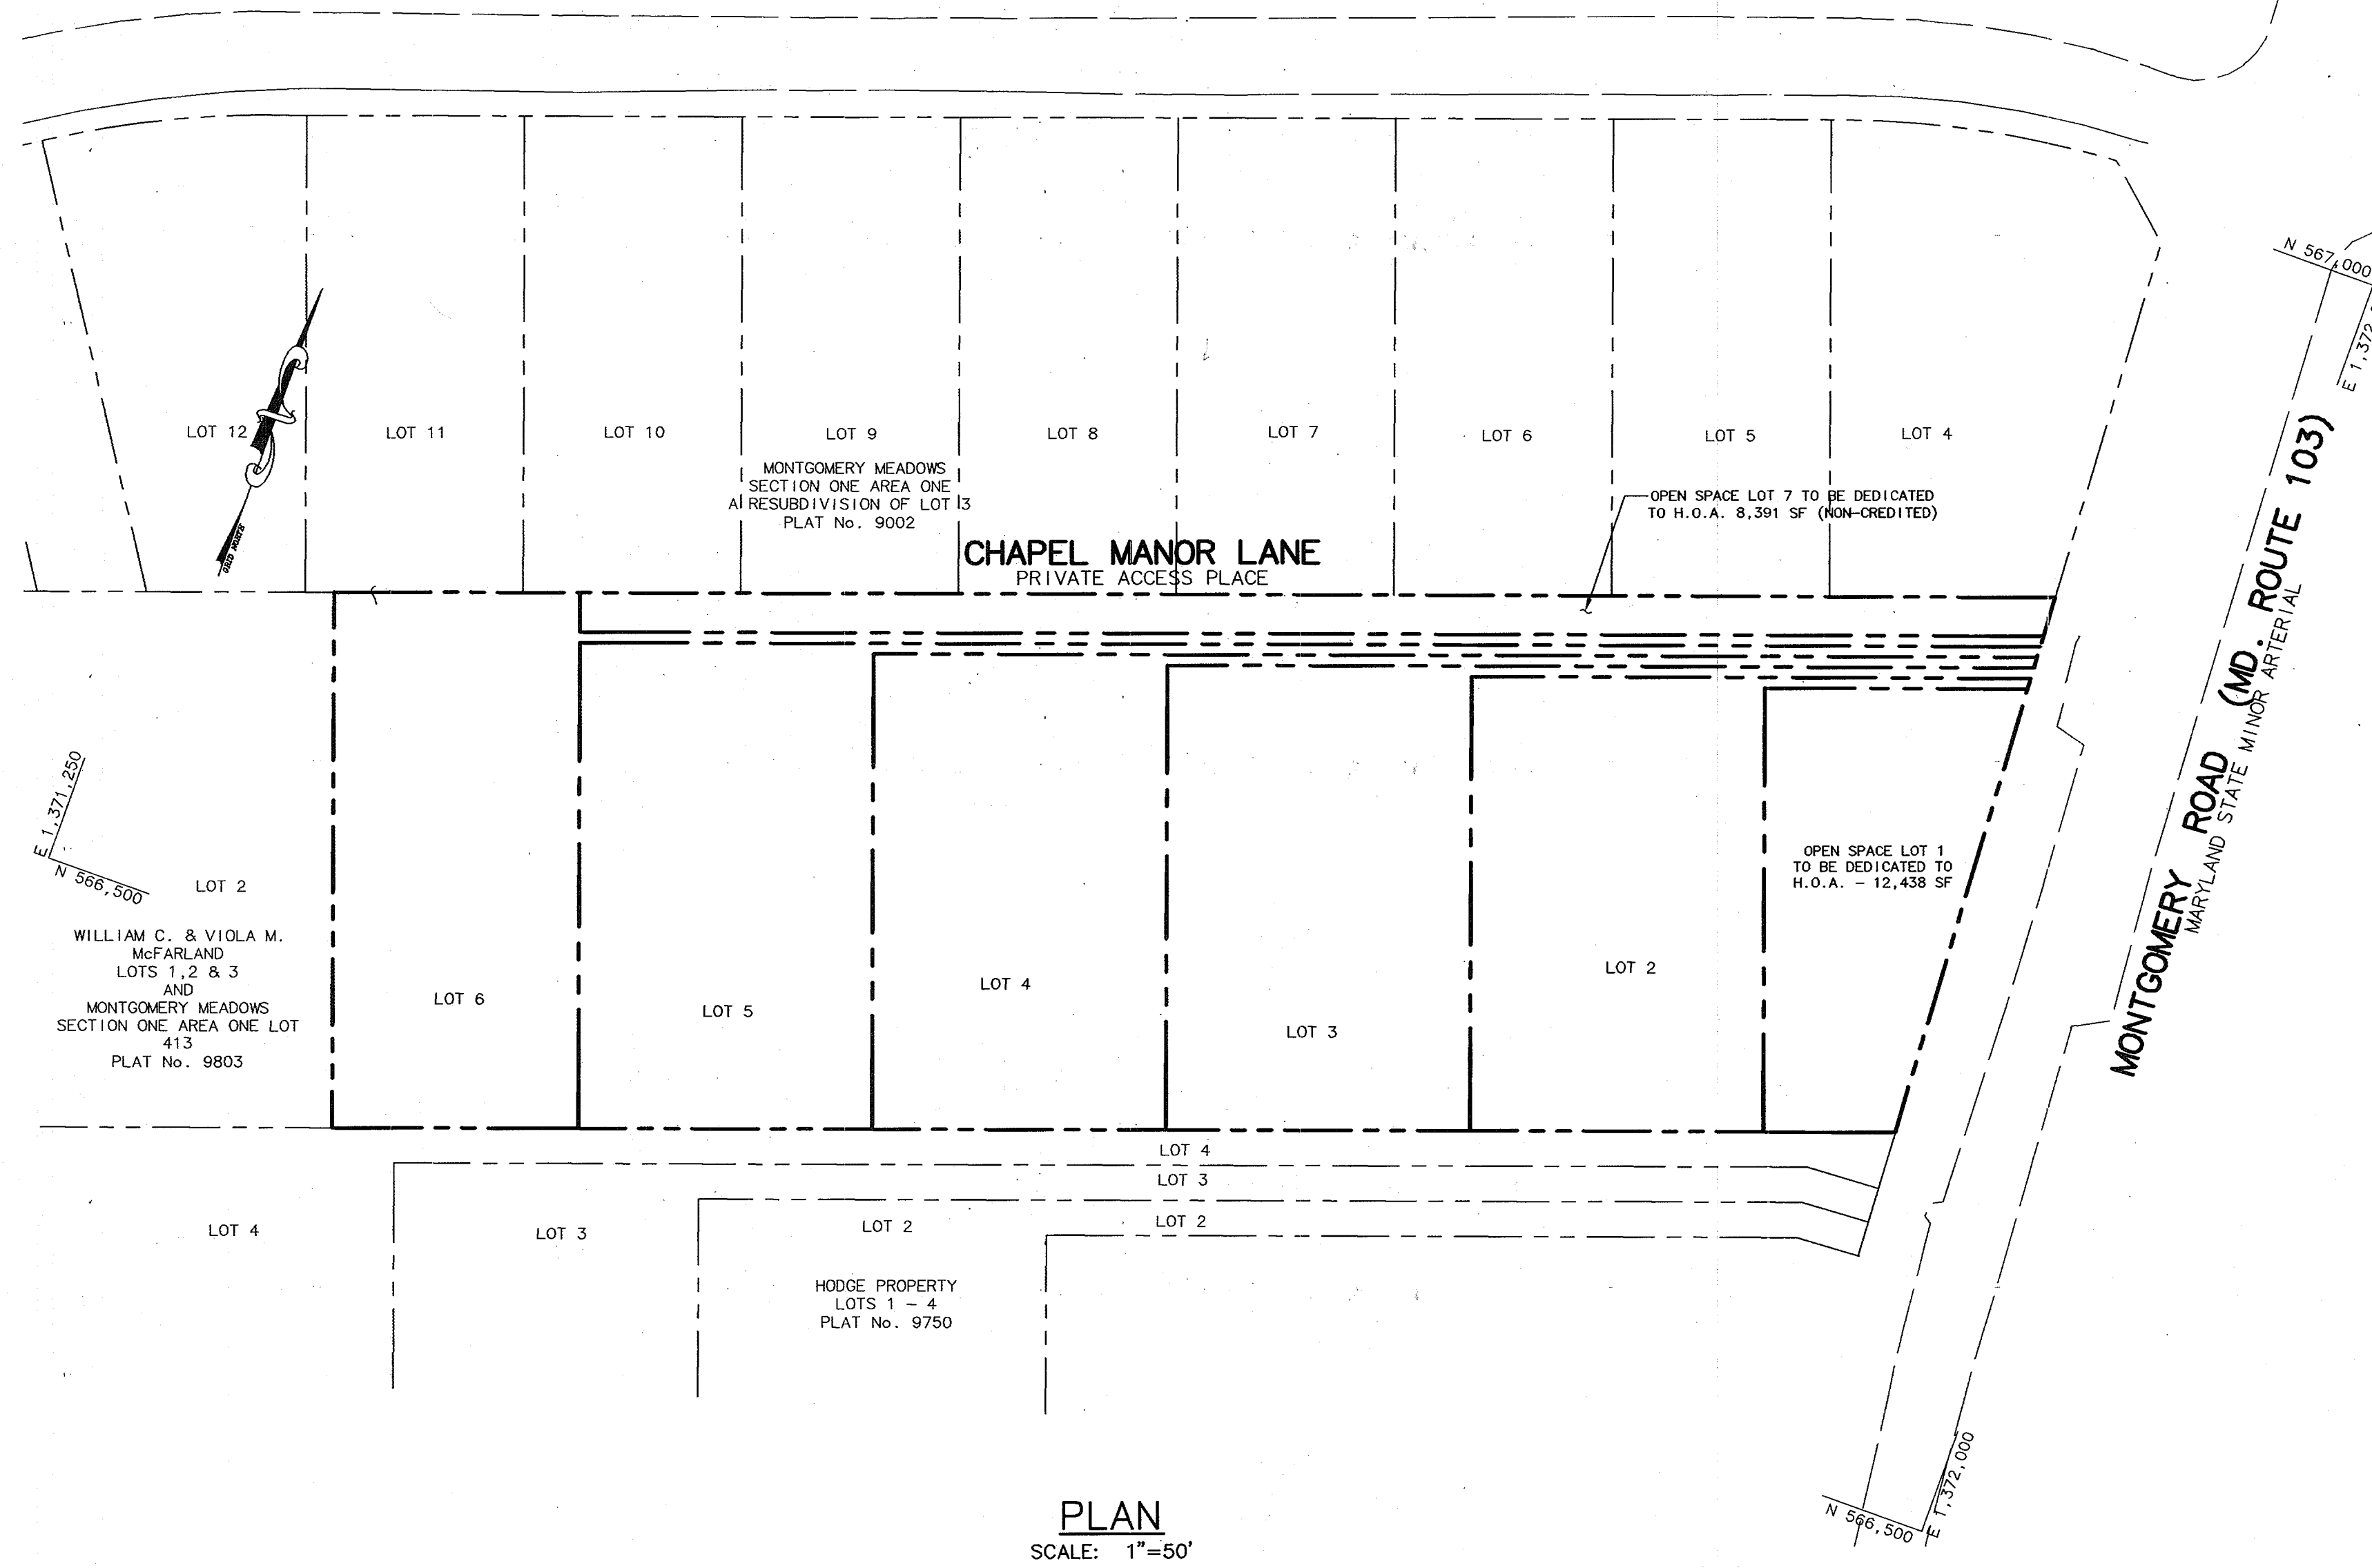 LOT 12
LOT 11
LOT 10
LOT 9
LOT 8
LOT 7
LOT 6
LOT 5
LOT 4
MONTGOMERY MEADOWS
SECTION ONE AREA ONE
A RESUBDIVISION OF LOT 3
PLAT No. 9002
GRID NORTH
OPEN SPACE LOT 7 TO BE DEDICATED
TO H.O.A. 8,391 SF (NON-CREDITED)
CHAPEL MANOR LANE
PRIVATE ACCESS PLACE
N 567,000
MONTGOMERY ROAD (MD. ROUTE 103)
MARYLAND STATE MINOR ARTERIAL
E 1,371,250
N 566,500
LOT 2
WILLIAM C. & VIOLA M.
McFARLAND
LOTS 1,2 & 3
AND
MONTGOMERY MEADOWS
SECTION ONE AREA ONE LOT
413
PLAT No. 9803
LOT 6
LOT 5
LOT 4
LOT 3
LOT 2
OPEN SPACE LOT 1
TO BE DEDICATED TO
H.O.A. - 12,438 SF
LOT 4
LOT 3
LOT 2
LOT 4
LOT 3
LOT 2
HODGE PROPERTY
LOTS 1 - 4
PLAT No. 9750
N 566,500
E 1,372,000
PLAN
SCALE: 1"=50'